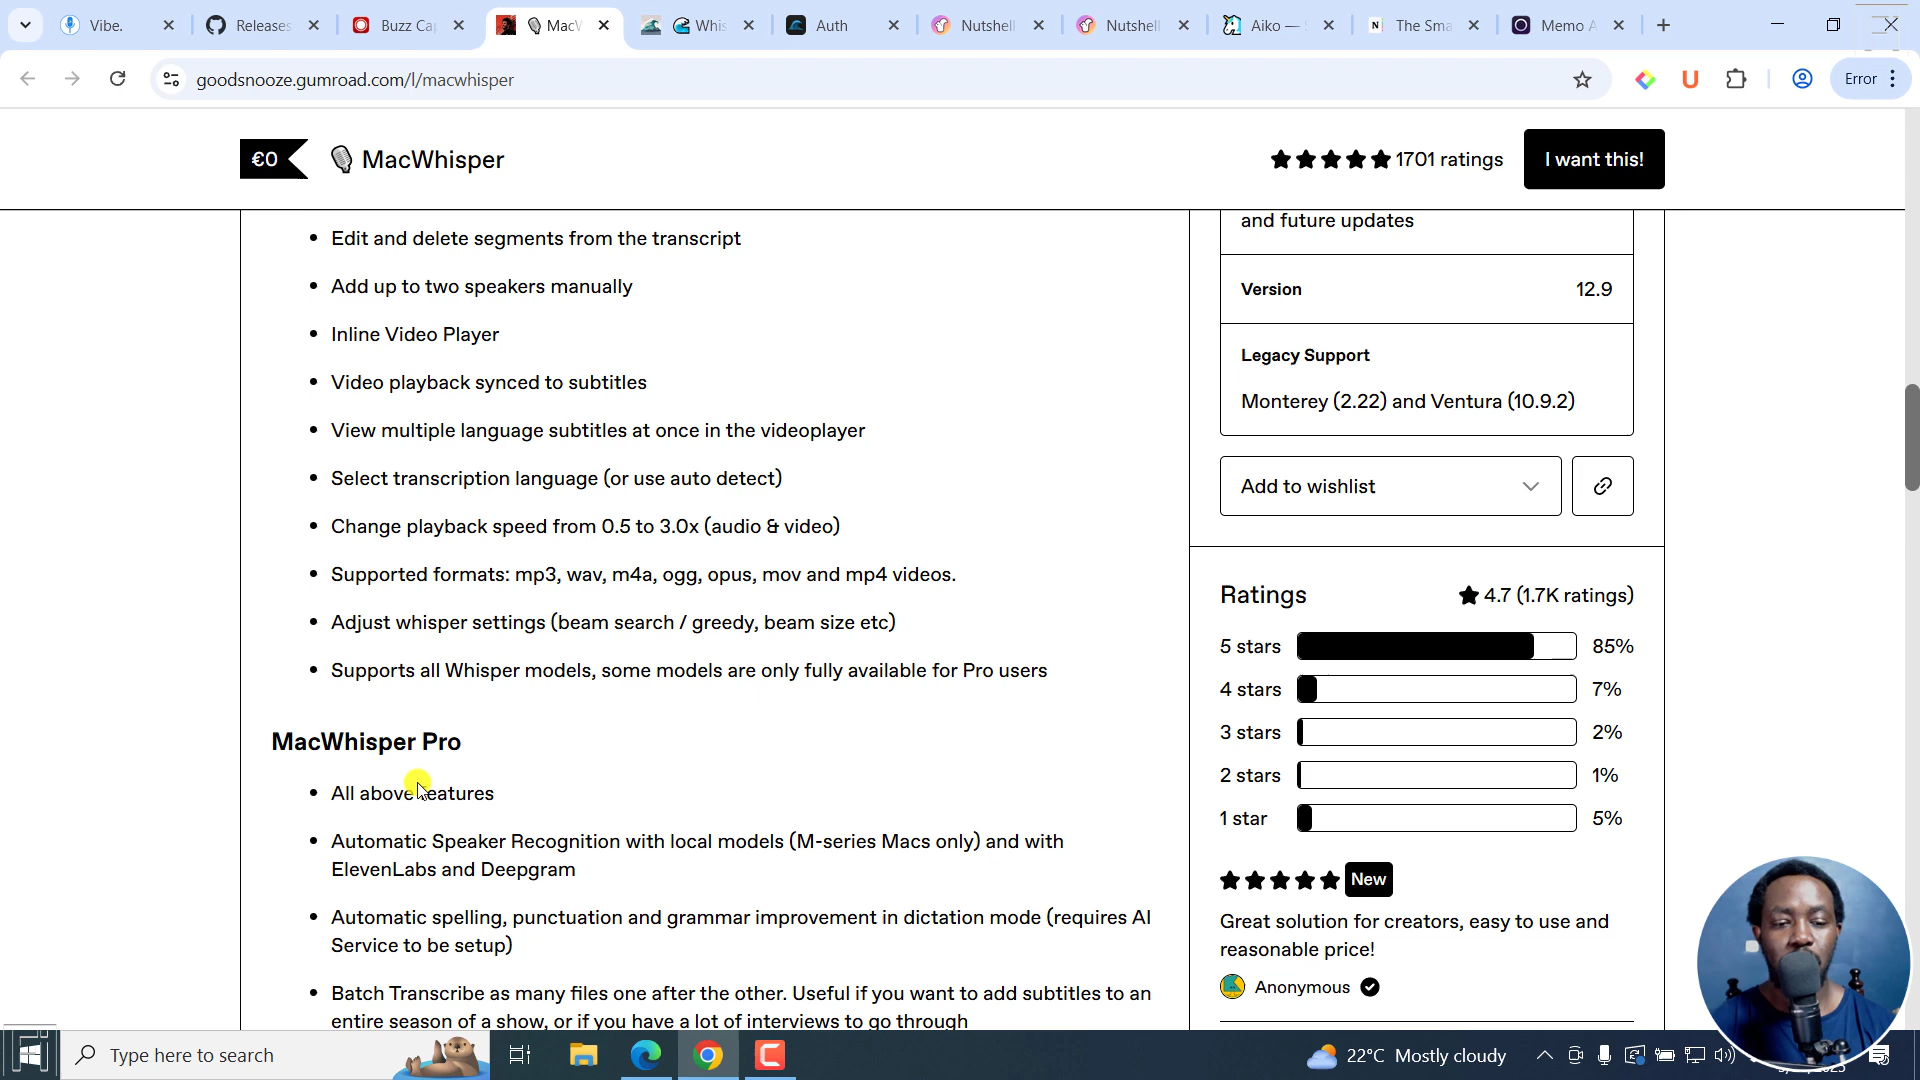 Vibe.
Releases
Buzz Ca
MacW
Whis
Auth
Nutshell
Nutshell
Aiko — S
The Sma
Memo A
goodsnooze.gumroad.com/l/macwhisper
Error
€0
MacWhisper
1701 ratings
I want this!
Edit and delete segments from the transcript
Add up to two speakers manually
Inline Video Player
Video playback synced to subtitles
View multiple language subtitles at once in the videoplayer
Select transcription language (or use auto detect)
Change playback speed from 0.5 to 3.0x (audio & video)
Supported formats: mp3, wav, m4a, ogg, opus, mov and mp4 videos.
Adjust whisper settings (beam search / greedy, beam size etc)
Supports all Whisper models, some models are only fully available for Pro users
MacWhisper Pro
All above features
Automatic Speaker Recognition with local models (M-series Macs only) and with
ElevenLabs and Deepgram
Automatic spelling, punctuation and grammar improvement in dictation mode (requires AI
Service to be setup)
Batch Transcribe as many files one after the other. Useful if you want to add subtitles to an
entire season of a show, or if you have a lot of interviews to go through
and future updates
Version 12.9
Legacy Support
Monterey (2.22) and Ventura (10.9.2)
Add to wishlist
Ratings 4.7 (1.7K ratings)
5 stars 85%
4 stars 7%
3 stars 2%
2 stars 1%
1 star 5%
New
Great solution for creators, easy to use and
reasonable price!
Anonymous
Type here to search
22°C Mostly cloudy